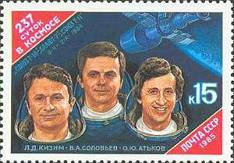 237
СУТОК
В КОСМОСЕ
К15
Л.Д.КИЗИМ·В.А.СОЛОВЬЕВ·О.Ю.АТЬКОВ
ПОЧТА СССР
1985